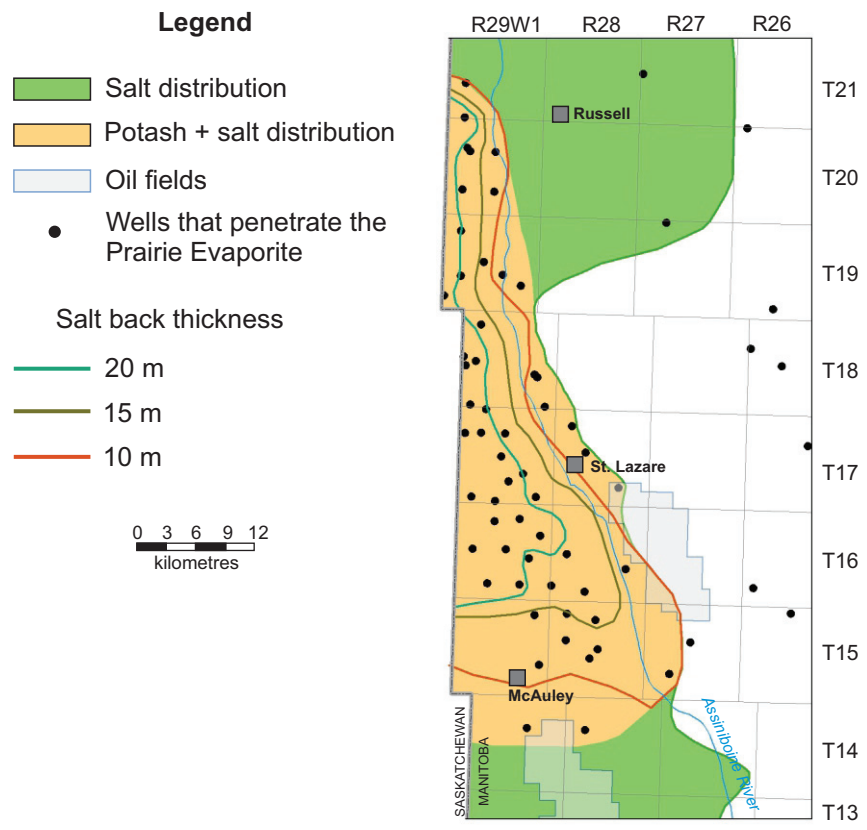 Legend
Salt distribution
Potash + salt distribution
Oil fields
Wells that penetrate the
Prairie Evaporite
Salt back thickness
20 m
15 m
10 m
0 3 6 9 12
kilometres
R29W1 R28 R27 R26
T21
Russell
T20
T19
T18
St. Lazare
T17
T16
T15
McAuley
Assiniboine River
SASKATCHEWAN
MANITOBA
T14
T13